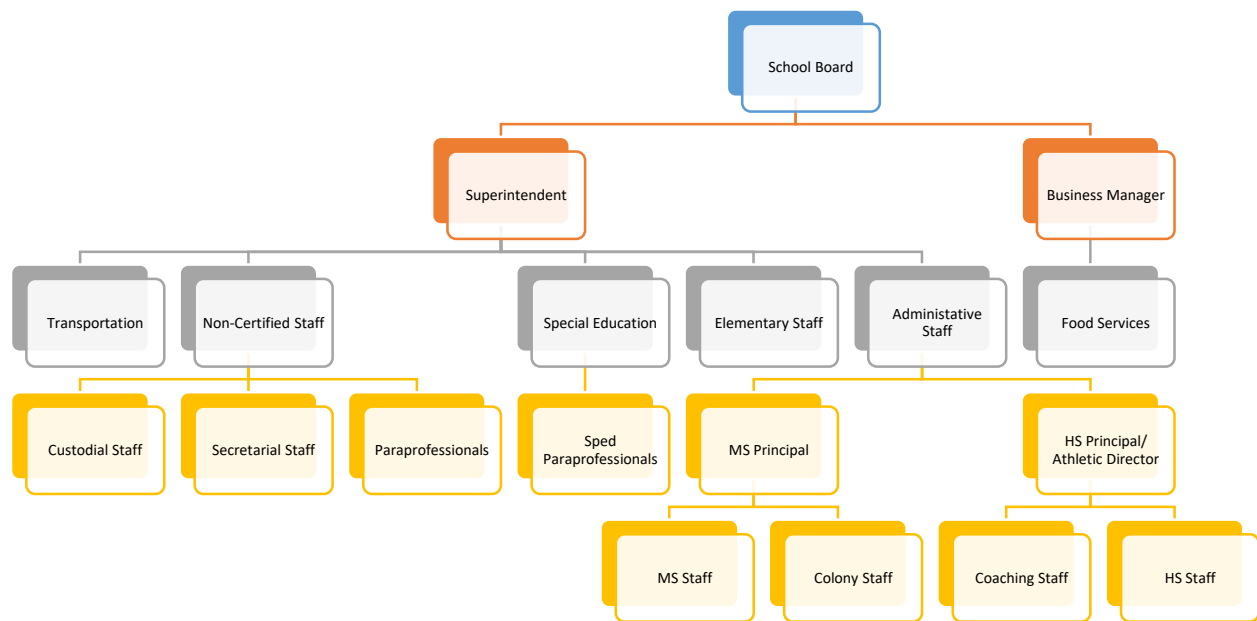 School Board
Superintendent
Business Manager
Transportation
Non-Certified Staff
Special Education
Elementary Staff
Administative
Staff
Food Services
Custodial Staff
Secretarial Staff
Paraprofessionals
Sped
Paraprofessionals
MS Principal
HS Principal/
Athletic Director
MS Staff
Colony Staff
Coaching Staff
HS Staff